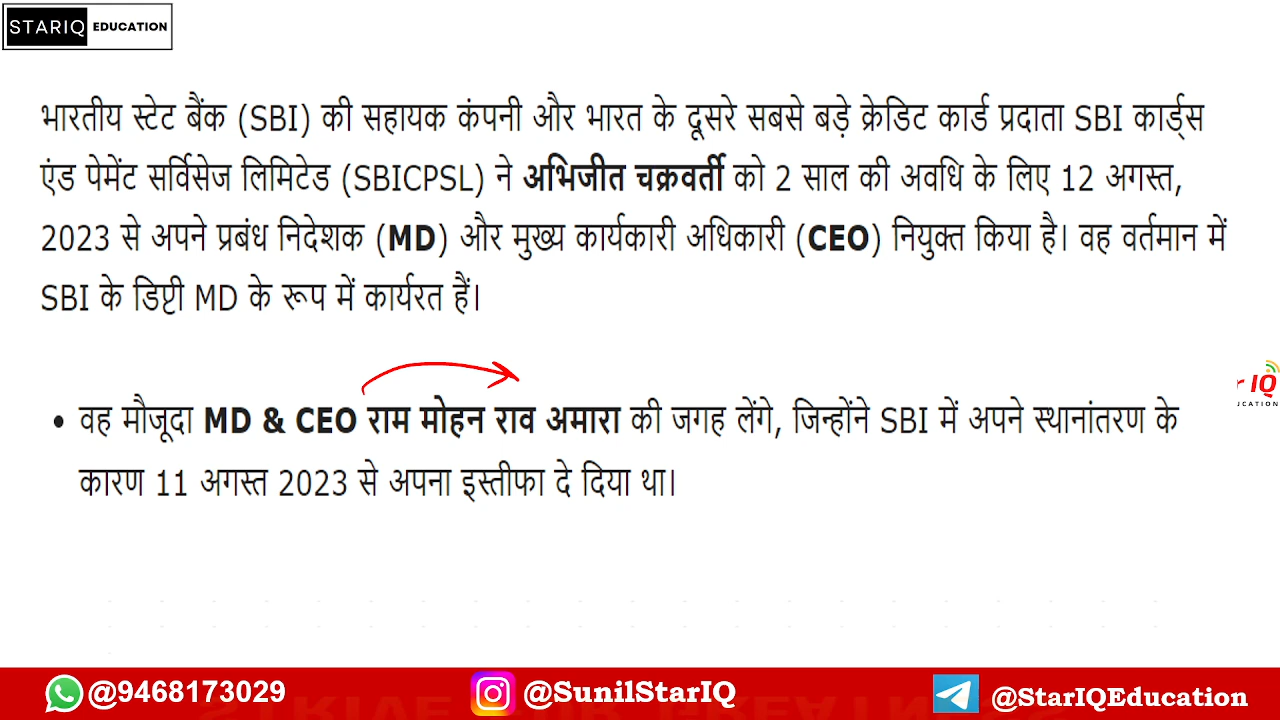 STARIQ EDUCATION
भारतीय स्टेट बैंक (SBI) की सहायक कंपनी और भारत के दूसरे सबसे बड़े क्रेडिट कार्ड प्रदाता SBI कार्ड्स
एंड पेमेंट सर्विसेज लिमिटेड (SBICPSL) ने अभिजीत चक्रवर्ती को 2 साल की अवधि के लिए 12 अगस्त,
2023 से अपने प्रबंध निदेशक (MD) और मुख्य कार्यकारी अधिकारी (CEO) नियुक्त किया है। वह वर्तमान में
SBI के डिप्टी MD के रूप में कार्यरत हैं।
• वह मौजूदा MD & CEO राम मोहन राव अमारा की जगह लेंगे, जिन्होंने SBI में अपने स्थानांतरण के
कारण 11 अगस्त 2023 से अपना इस्तीफा दे दिया था।
r IQ
UCATION
@9468173029 @SunilStarIQ @StarIQEducation